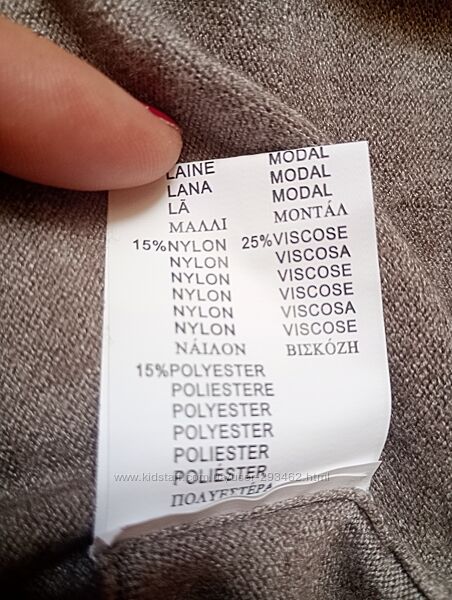 LAINE MODAL
LANA MODAL
LÃ MODAL
ΜΑΛΛΙ ΜΟΝΤΑΛ
15%NYLON 25%VISCOSE
NYLON VISCOSA
NYLON VISCOSE
NYLON VISCOSE
NYLON VISCOSA
NYLON VISCOSE
ΝΑΙΛΟΝ ΒΙΣΚΟΖΗ
15%POLYESTER
POLIESTERE
POLYESTER
POLYESTER
POLIESTER
POLIÉSTER
ΠΟΛΥΕΣΤΕΡΑ